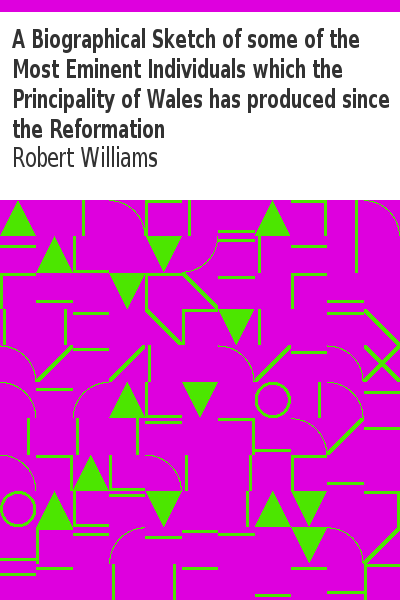 A Biographical Sketch of some of the
Most Eminent Individuals which the
Principality of Wales has produced since
the Reformation
Robert Williams